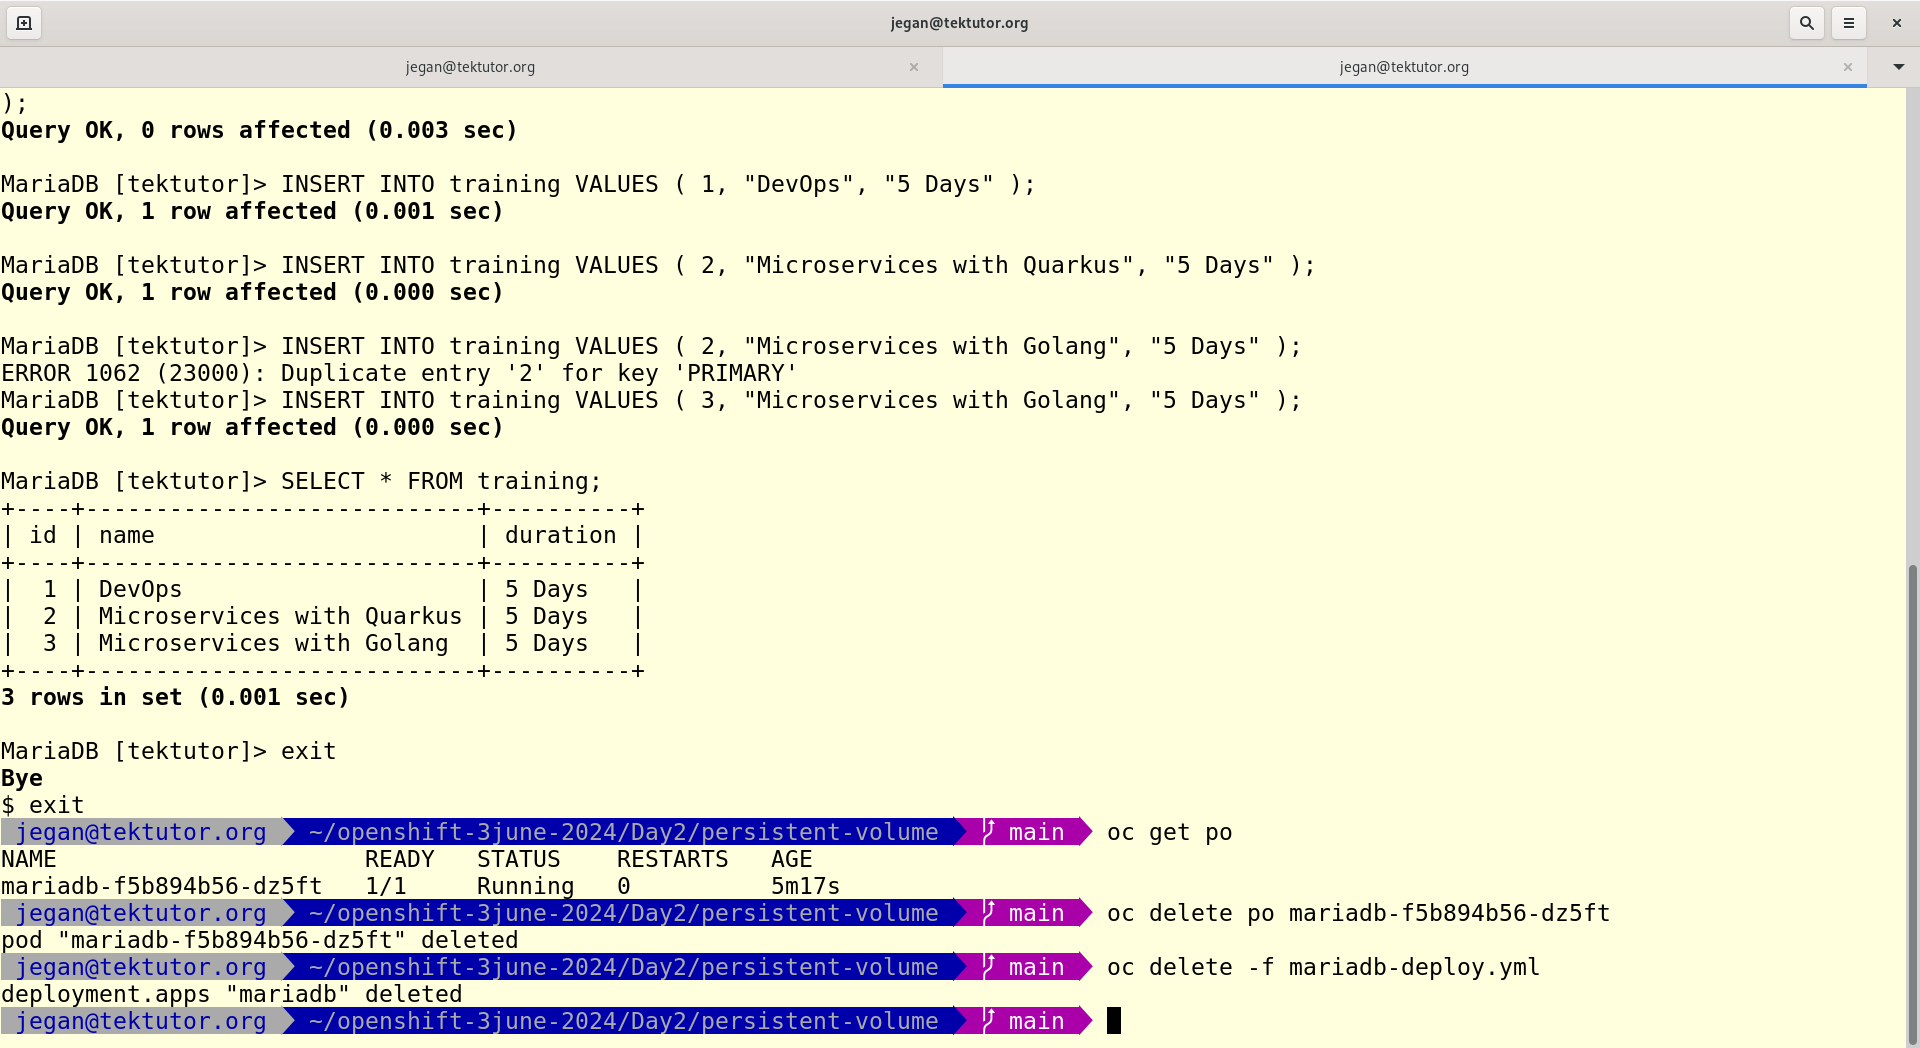 jegan@tektutor.org
jegan@tektutor.org
jegan@tektutor.org
);
Query OK, 0 rows affected (0.003 sec)
MariaDB [tektutor]> INSERT INTO training VALUES ( 1, "DevOps", "5 Days" );
Query OK, 1 row affected (0.001 sec)
MariaDB [tektutor]> INSERT INTO training VALUES ( 2, "Microservices with Quarkus", "5 Days" );
Query OK, 1 row affected (0.000 sec)
MariaDB [tektutor]> INSERT INTO training VALUES ( 2, "Microservices with Golang", "5 Days" );
ERROR 1062 (23000): Duplicate entry '2' for key 'PRIMARY'
MariaDB [tektutor]> INSERT INTO training VALUES ( 3, "Microservices with Golang", "5 Days" );
Query OK, 1 row affected (0.000 sec)
MariaDB [tektutor]> SELECT * FROM training;
+----+----------------------------+----------+
| id | name                       | duration |
+----+----------------------------+----------+
|  1 | DevOps                     | 5 Days   |
|  2 | Microservices with Quarkus | 5 Days   |
|  3 | Microservices with Golang  | 5 Days   |
+----+----------------------------+----------+
3 rows in set (0.001 sec)
MariaDB [tektutor]> exit
Bye
$ exit
jegan@tektutor.org ~/openshift-3june-2024/Day2/persistent-volume main oc get po
NAME                      READY   STATUS    RESTARTS   AGE
mariadb-f5b894b56-dz5ft   1/1     Running   0          5m17s
jegan@tektutor.org ~/openshift-3june-2024/Day2/persistent-volume main oc delete po mariadb-f5b894b56-dz5ft
pod "mariadb-f5b894b56-dz5ft" deleted
jegan@tektutor.org ~/openshift-3june-2024/Day2/persistent-volume main oc delete -f mariadb-deploy.yml
deployment.apps "mariadb" deleted
jegan@tektutor.org ~/openshift-3june-2024/Day2/persistent-volume main